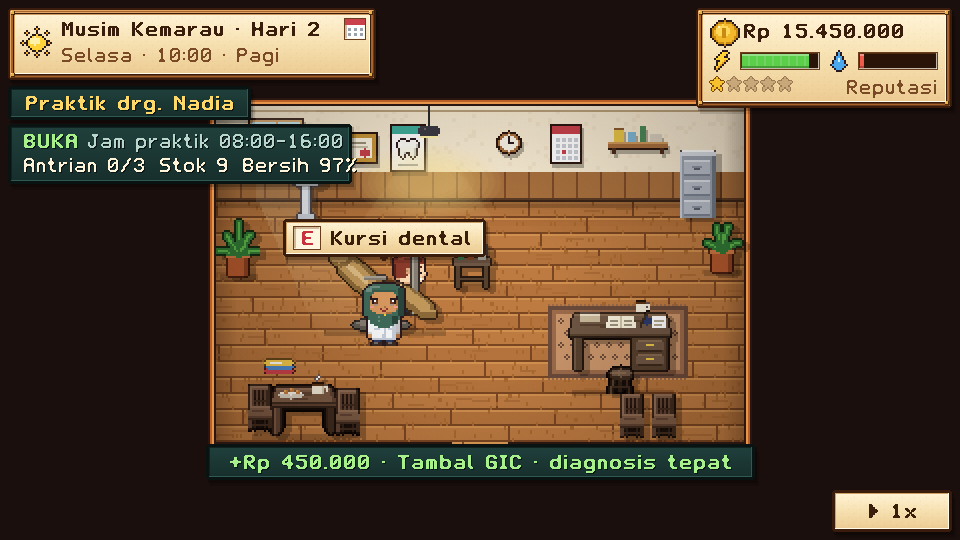 Musim Kemarau · Hari 2
Selasa · 10:00 · Pagi
Rp 15.450.000
Reputasi
Praktik drg. Nadia
BUKA Jam praktik 08:00-16:00
Antrian 0/3 Stok 9 Bersih 97%
E Kursi dental
+Rp 450.000 · Tambal GIC · diagnosis tepat
1x